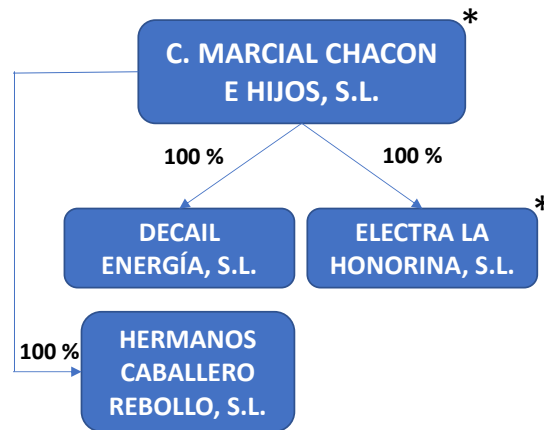 *
C. MARCIAL CHACON
E HIJOS, S.L.
100 %
100 %
*
DECAIL
ENERGÍA, S.L.
ELECTRA LA
HONORINA, S.L.
100 %
HERMANOS
CABALLERO
REBOLLO, S.L.